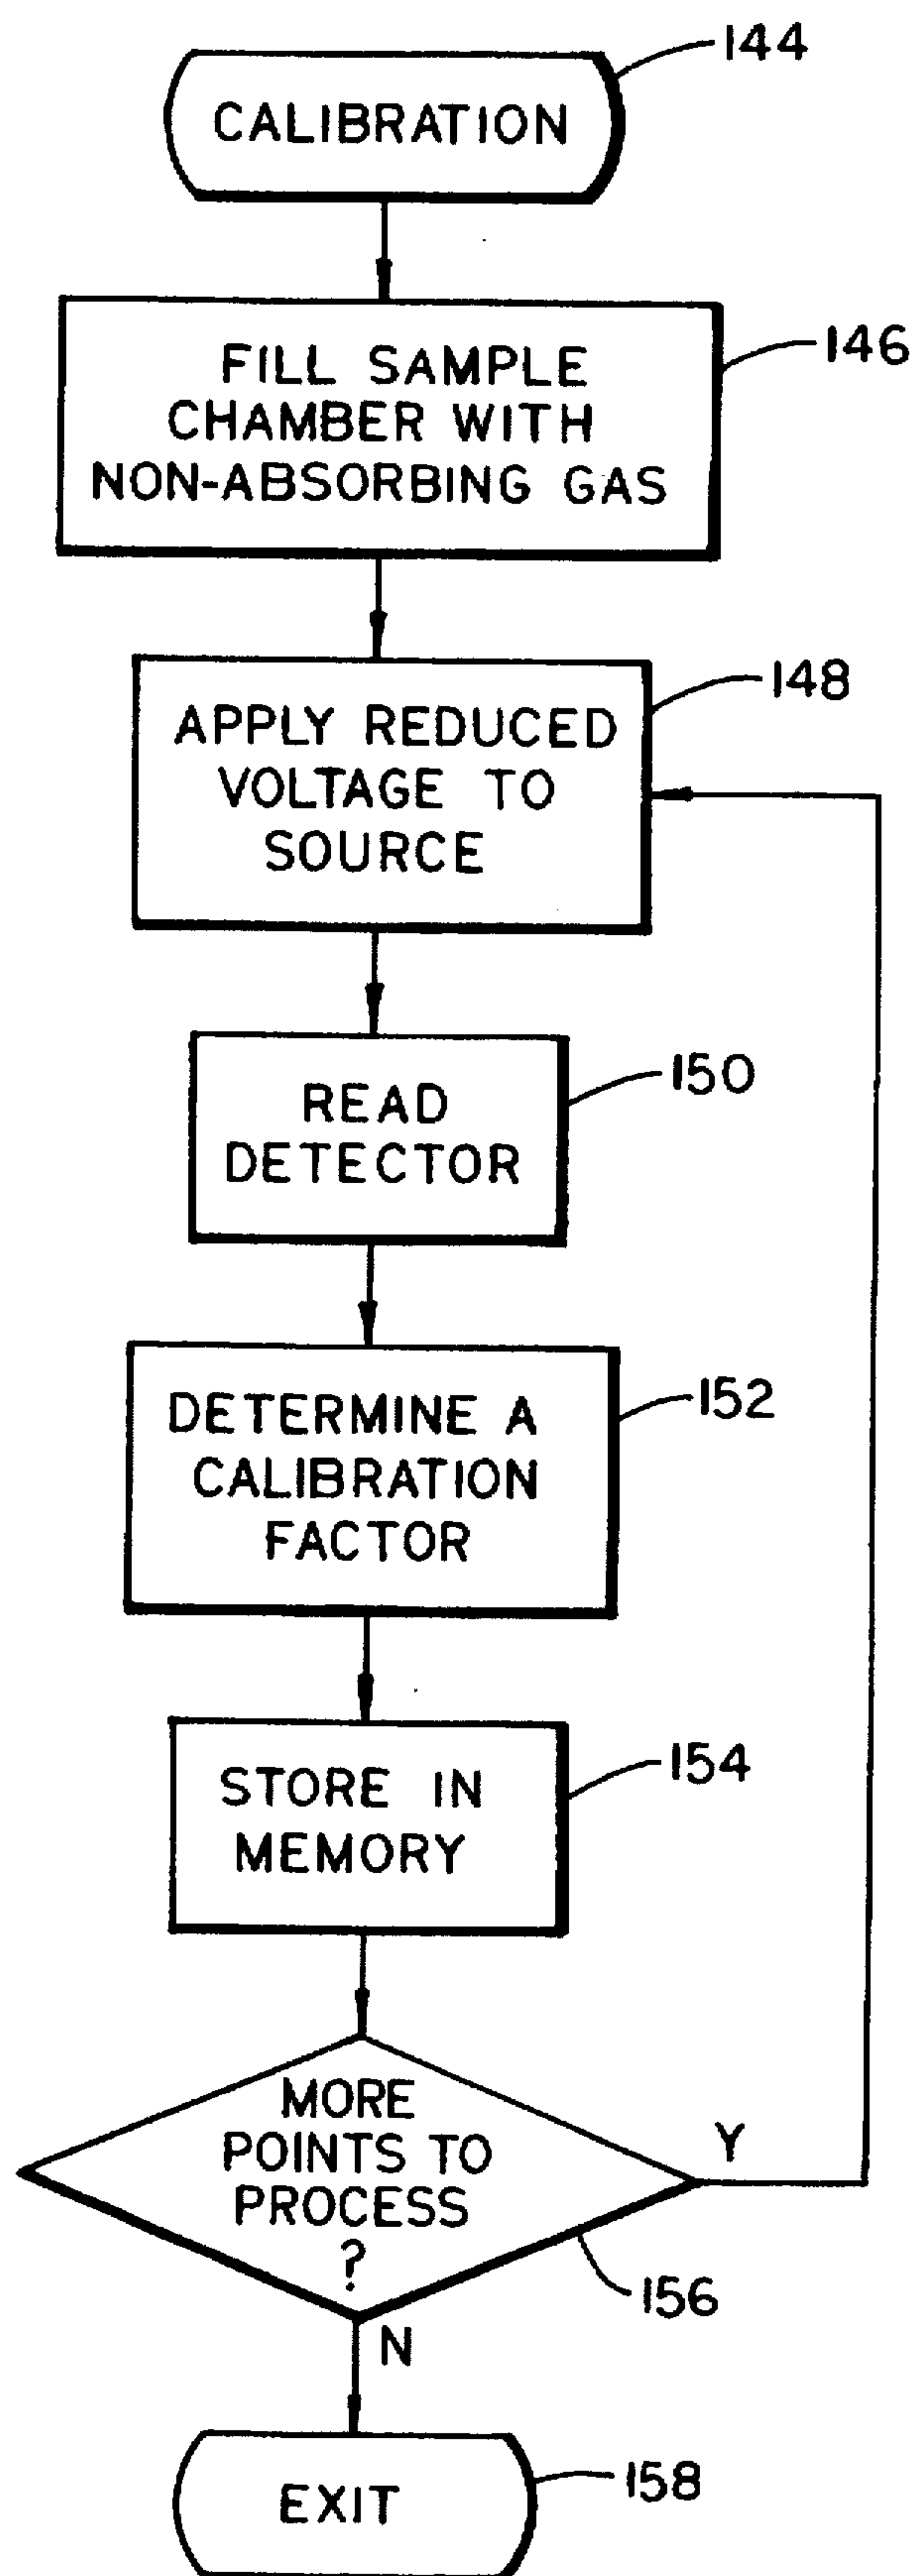 144
CALIBRATION
146
FILL SAMPLE
CHAMBER WITH
NON-ABSORBING GAS
148
APPLY REDUCED
VOLTAGE TO
SOURCE
150
READ
DETECTOR
152
DETERMINE A
CALIBRATION
FACTOR
154
STORE IN
MEMORY
MORE
POINTS TO
PROCESS
?
Y
156
N
158
EXIT